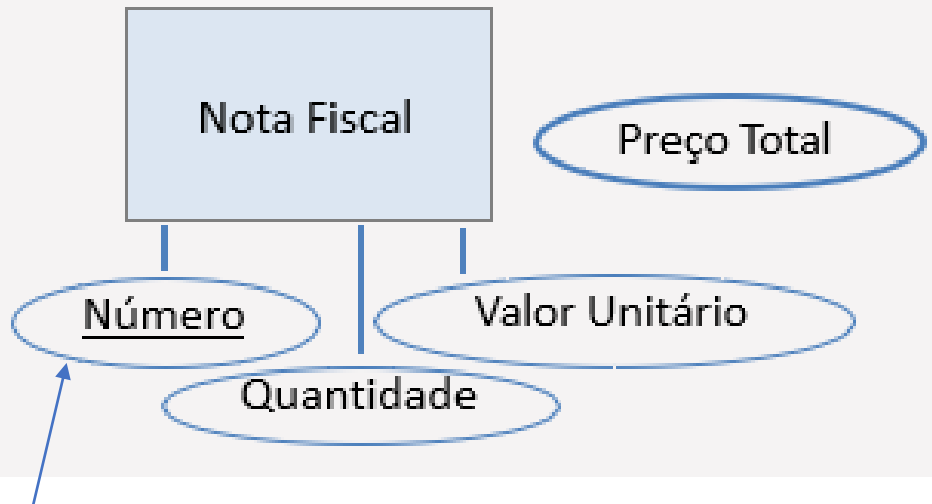 Nota Fiscal
Preço Total
Número
Valor Unitário
Quantidade